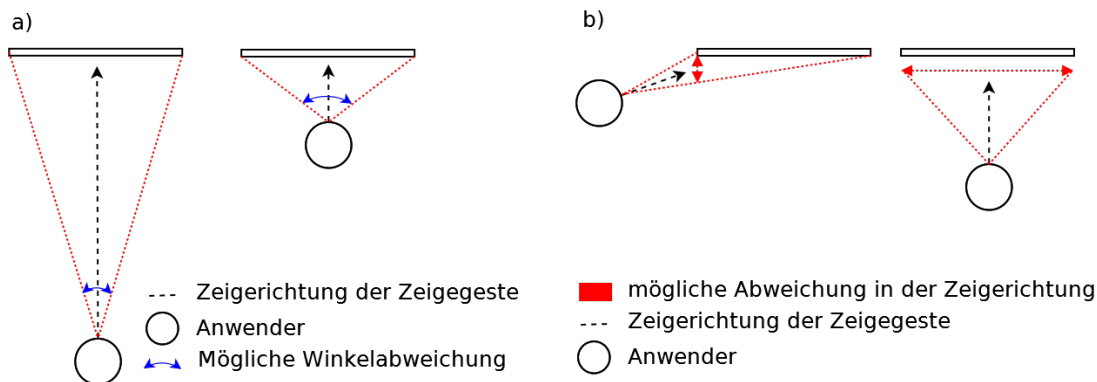 a)
Zeigerichtung der Zeigegeste
Anwender
Mögliche Winkelabweichung
b)
mögliche Abweichung in der Zeigerichtung
Zeigerichtung der Zeigegeste
Anwender